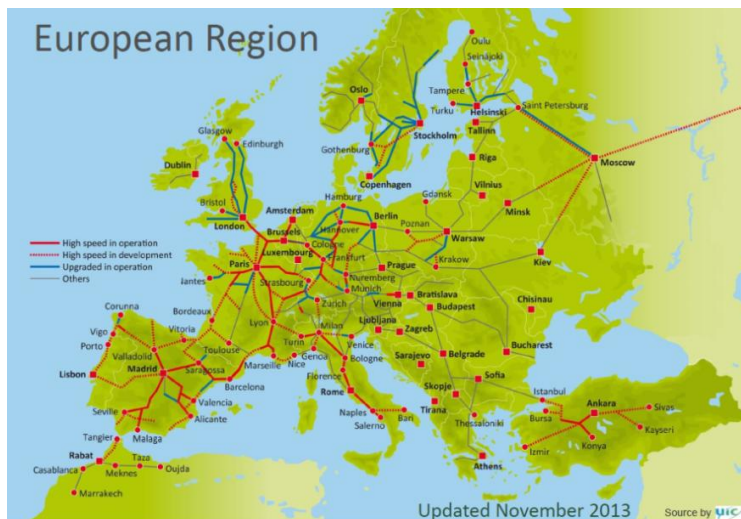 European Region
Oulu
Seinäjoki
Tampere
Oslo
Turku
Helsinki
Saint Petersburg
Tallinn
Glasgow
Edinburgh
Stockholm
Gothenburg
Riga
Moscow
Dublin
Copenhagen
Vilnius
Gdansk
Minsk
Bristol
Hamburg
Amsterdam
Berlin
London
Hannover
Poznan
Brussels
Warsaw
Cologne
High speed in operation
Luxembourg
Frankfurt
High speed in development
Paris
Prague
Krakow
Kiev
Upgraded in operation
Nuremberg
Others
Nantes
Strasbourg
Munich
Vienna
Bratislava
Zurich
Budapest
Chisinau
Corunna
Bordeaux
Lyon
Milan
Ljubljana
Vigo
Vitoria
Turin
Venice
Zagreb
Porto
Valladolid
Toulouse
Genoa
Bologne
Belgrade
Bucharest
Madrid
Saragossa
Marseille
Nice
Florence
Sarajevo
Lisbon
Barcelona
Rome
Skopje
Sofia
Istanbul
Ankara
Sivas
Seville
Valencia
Naples
Bari
Tirana
Bursa
Alicante
Salerno
Thessaloniki
Kayseri
Tangier
Malaga
Izmir
Konya
Rabat
Taza
Athens
Casablanca
Meknes
Oujda
Marrakech
Updated November 2013
Source by uic